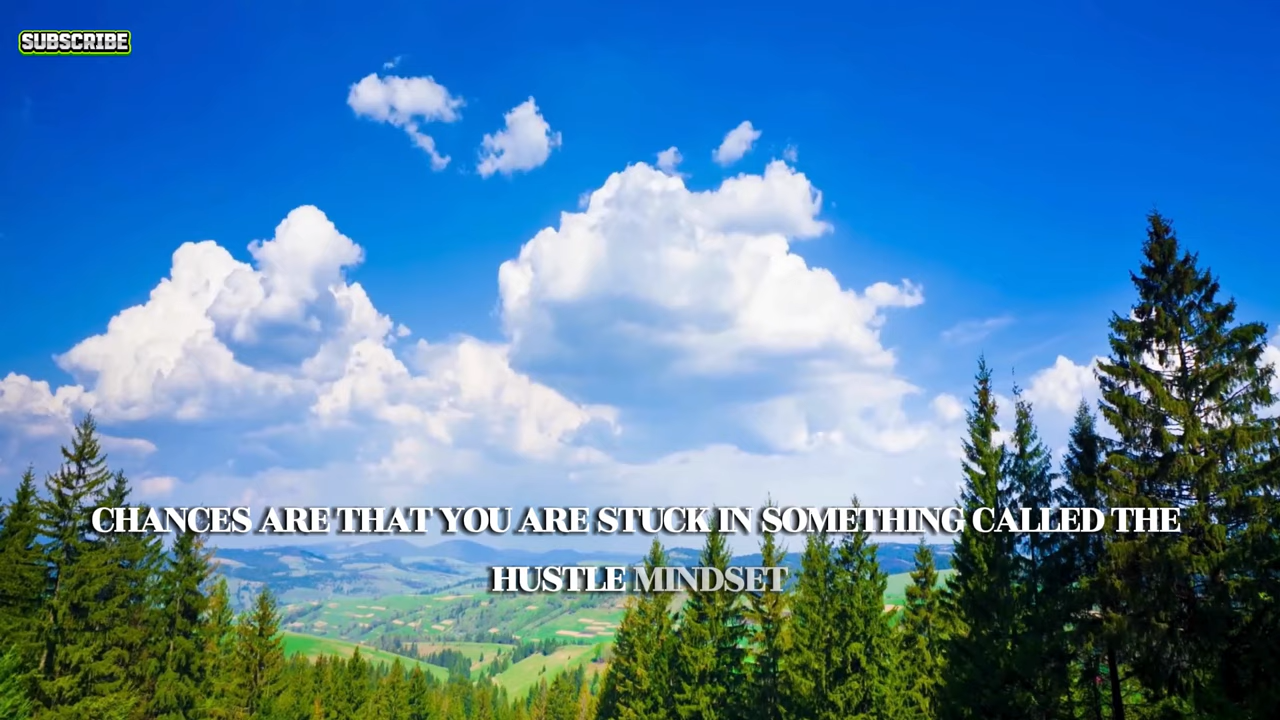 SUBSCRIBE
CHANCES ARE THAT YOU ARE STUCK IN SOMETHING CALLED THE
HUSTLE MINDSET